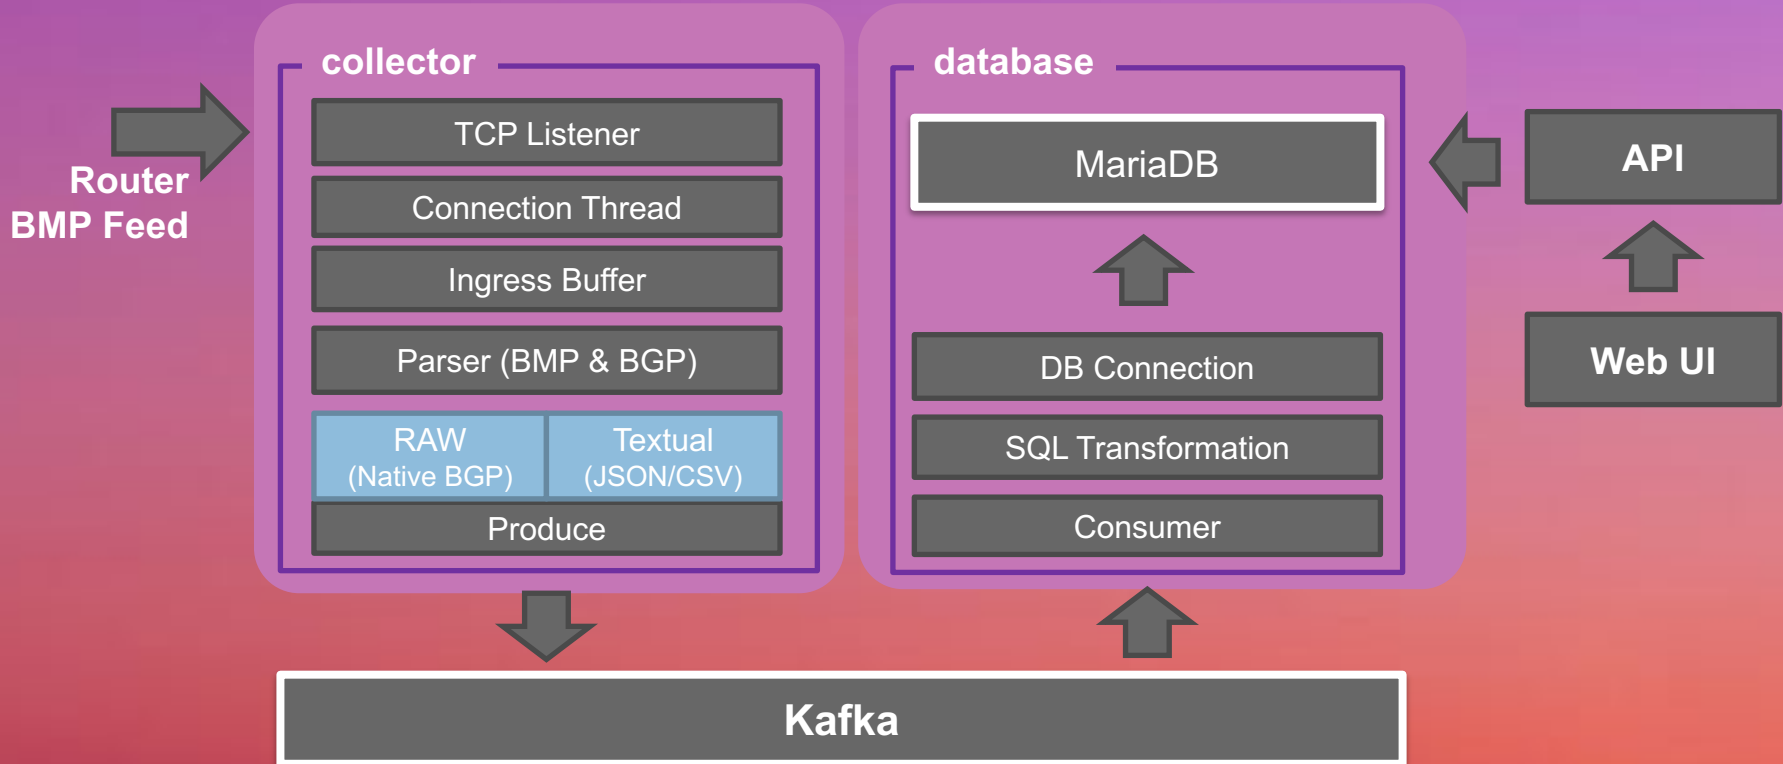 collector
TCP Listener
Connection Thread
Ingress Buffer
Parser (BMP & BGP)
RAW
(Native BGP)
Textual
(JSON/CSV)
Produce
Router
BMP Feed
database
MariaDB
DB Connection
SQL Transformation
Consumer
API
Web UI
Kafka